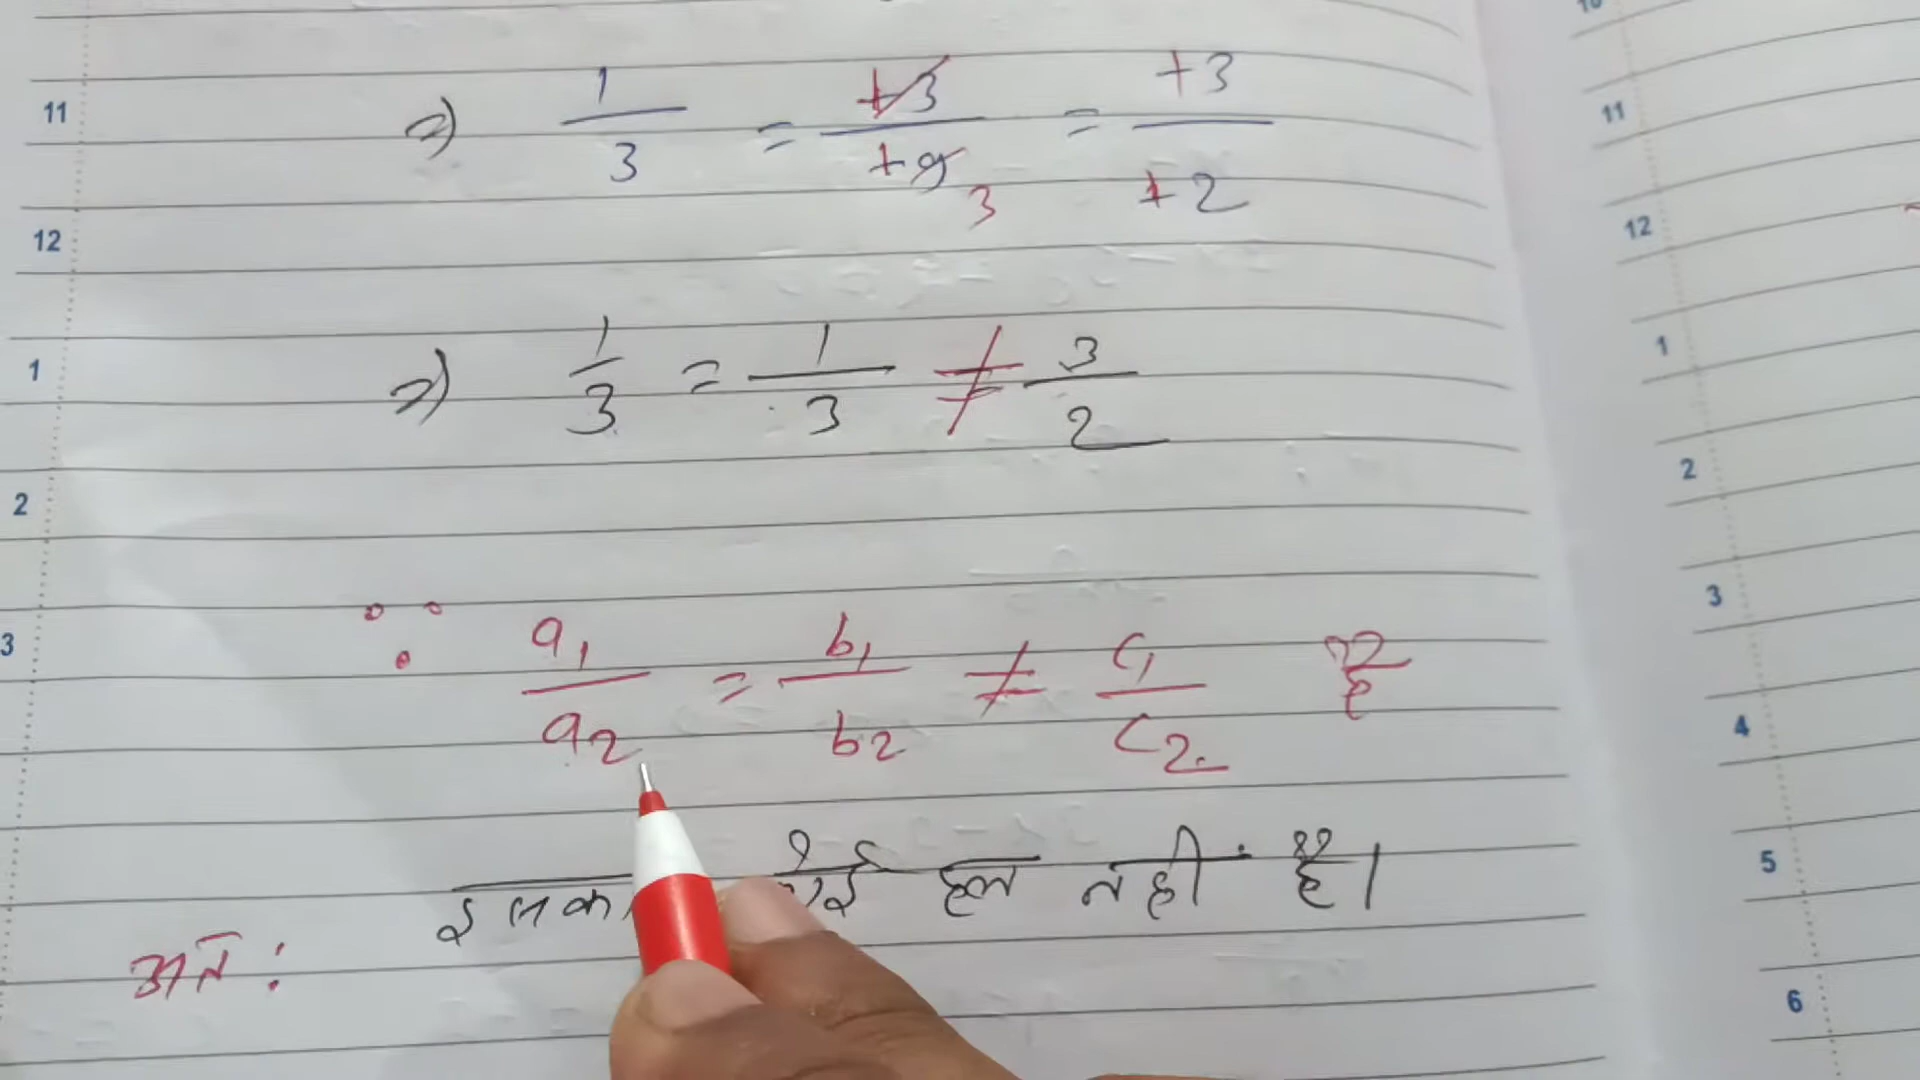 11
⇒) 1/3 = +3/+9 3 = +3/+2
11
12
12
1
⇒) 1/3 = 1/3 ≠ 3/2
1
2
2
3
∵ a1/a2 = b1/b2 ≠ c1/c2 है
3
4
इसका कोई हल नहीं है।
5
अतः
6